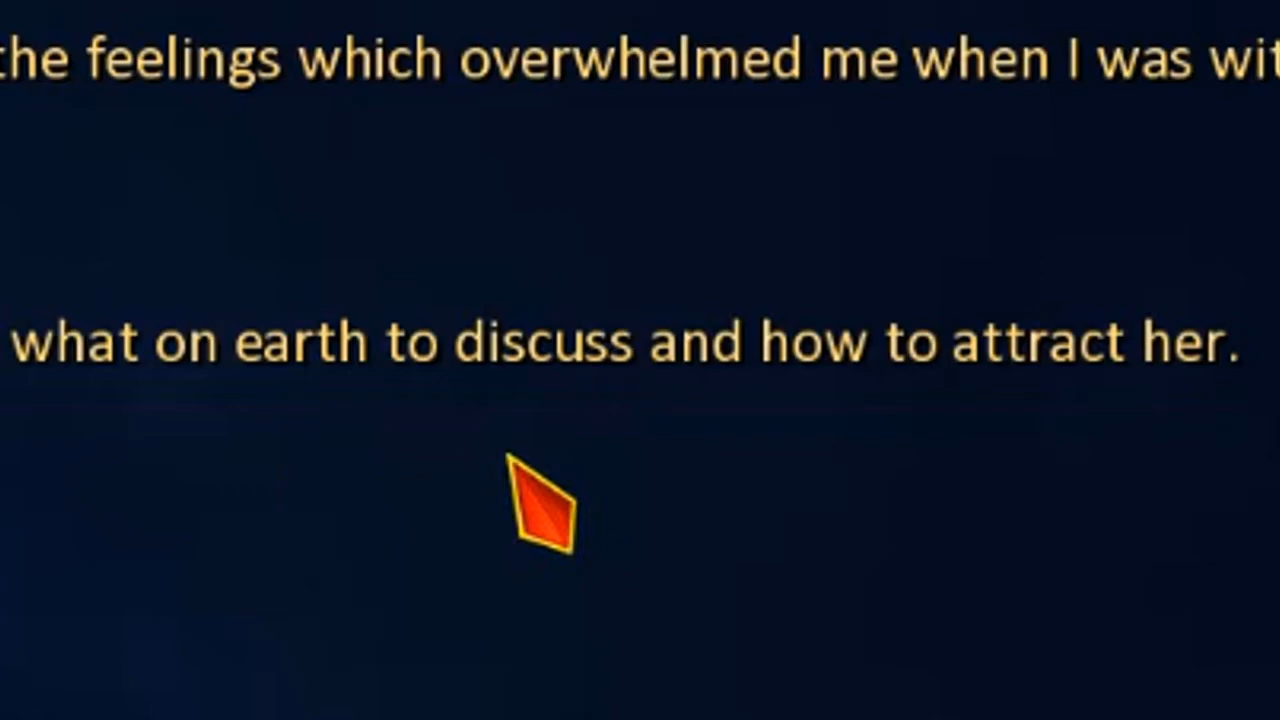 the feelings which overwhelmed me when I was wit
what on earth to discuss and how to attract her.